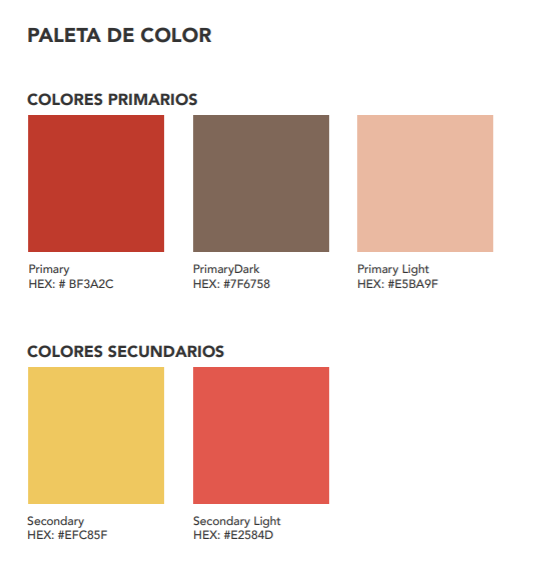 PALETA DE COLOR
COLORES PRIMARIOS
Primary
HEX: # BF3A2C
PrimaryDark
HEX: #7F6758
Primary Light
HEX: #E5BA9F
COLORES SECUNDARIOS
Secondary
HEX: #EFC85F
Secondary Light
HEX: #E2584D